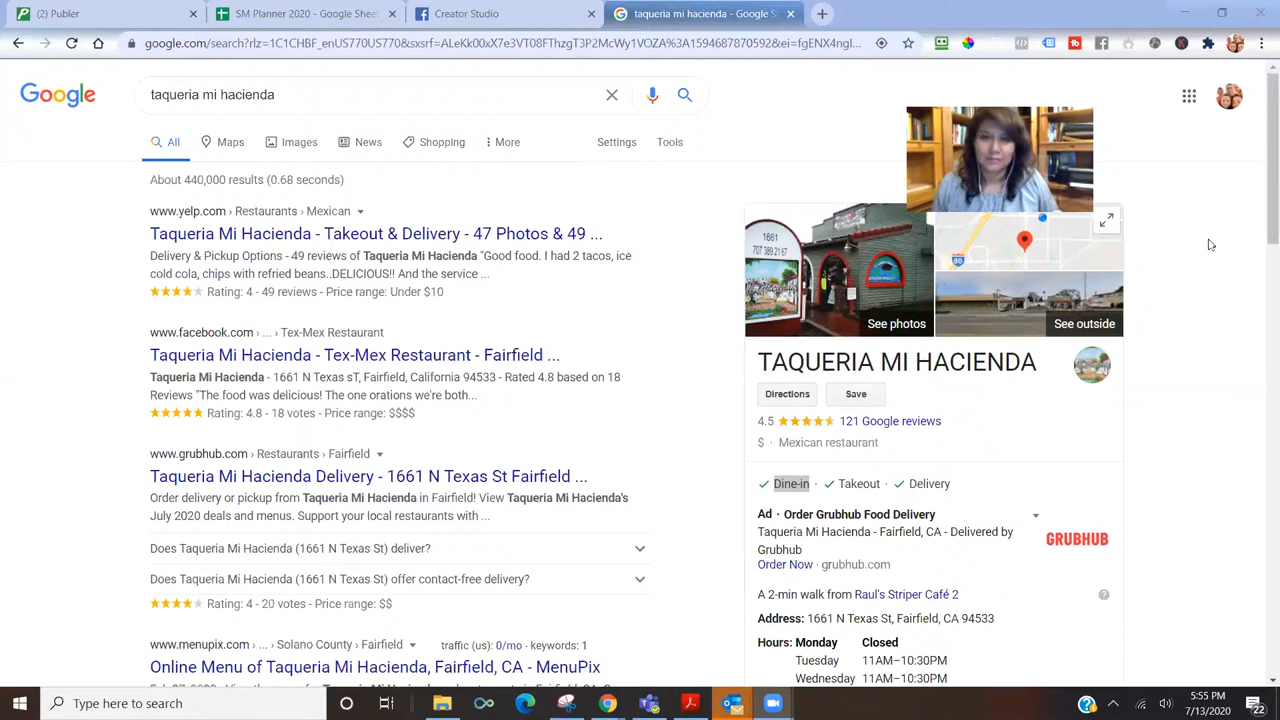 (2) Publer
SM Planner 2020 - Google Sheet
Creator Studio
taqueria mi hacienda - Google S
google.com/search?rlz=1C1CHBF_enUS770US770&sxsrf=ALeKk00xX7e3VT08FThzgT3P2McWy1VOZA%3A1594687870592&ei=fgENX4G7I...
Google
taqueria mi hacienda
All
Maps
Images
News
Shopping
More
Settings
Tools
About 440,000 results (0.68 seconds)
www.yelp.com › Restaurants › Mexican
Taqueria Mi Hacienda - Takeout & Delivery - 47 Photos & 49 ...
Delivery & Pickup Options - 49 reviews of Taqueria Mi Hacienda "Good food. I had 2 tacos, ice
cold cola, chips with refried beans..DELICIOUS!! And the service ...
Rating: 4 - 49 reviews - Price range: Under $10
www.facebook.com › ... › Tex-Mex Restaurant
Taqueria Mi Hacienda - Tex-Mex Restaurant - Fairfield ...
Taqueria Mi Hacienda - 1661 N Texas sT, Fairfield, California 94533 - Rated 4.8 based on 18
Reviews "The food was delicious! The one orations we're both...
Rating: 4.8 - 18 votes - Price range: $$$$
www.grubhub.com › Restaurants › Fairfield
Taqueria Mi Hacienda Delivery - 1661 N Texas St Fairfield ...
Order delivery or pickup from Taqueria Mi Hacienda in Fairfield! View Taqueria Mi Hacienda's
July 2020 deals and menus. Support your local restaurants with ...
Does Taqueria Mi Hacienda (1661 N Texas St) deliver?
Does Taqueria Mi Hacienda (1661 N Texas St) offer contact-free delivery?
Rating: 4 - 20 votes - Price range: $$
www.menupix.com › ... › Solano County › Fairfield
traffic (us): 0/mo - keywords: 1
Online Menu of Taqueria Mi Hacienda, Fairfield, CA - MenuPix
1661
80
See photos
See outside
TAQUERIA MI HACIENDA
Directions
Save
4.5
121 Google reviews
$ · Mexican restaurant
Dine-in · Takeout · Delivery
Ad · Order Grubhub Food Delivery
Taqueria Mi Hacienda - Fairfield, CA - Delivered by
Grubhub
GRUBHUB
Order Now · grubhub.com
A 2-min walk from Raul's Striper Café 2
Address: 1661 N Texas St, Fairfield, CA 94533
Hours: Monday Closed
Tuesday 11AM–10:30PM
Wednesday 11AM–10:30PM
Type here to search
5:55 PM
7/13/2020
22